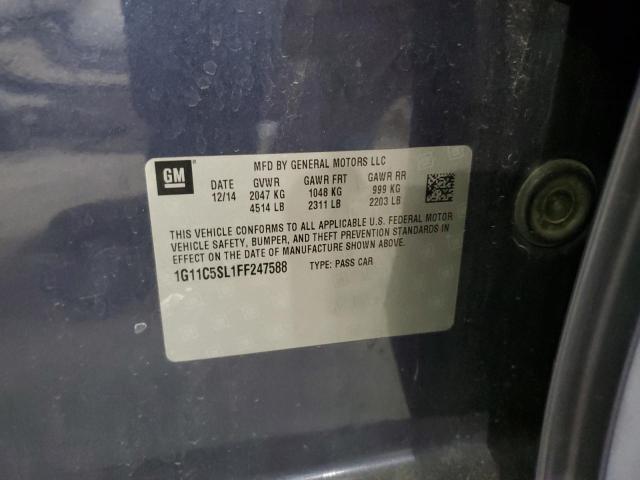 GM
MFD BY GENERAL MOTORS LLC
DATE GVWR GAWR FRT GAWR RR
12/14 2047 KG 1048 KG 999 KG
4514 LB 2311 LB 2203 LB
THIS VEHICLE CONFORMS TO ALL APPLICABLE U.S. FEDERAL MOTOR
VEHICLE SAFETY, BUMPER, AND THEFT PREVENTION STANDARDS IN
EFFECT ON THE DATE OF MANUFACTURE SHOWN ABOVE.
1G11C5SL1FF247588 TYPE: PASS CAR